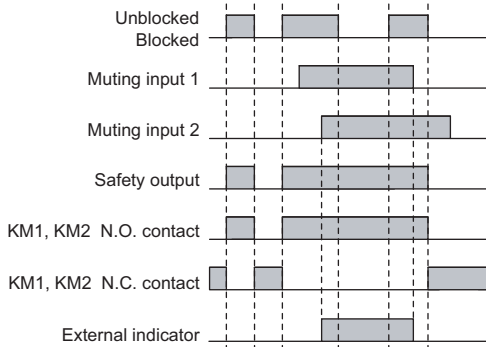 Unblocked
Blocked
Muting input 1
Muting input 2
Safety output
KM1, KM2  N.O. contact
KM1, KM2  N.C. contact
External indicator